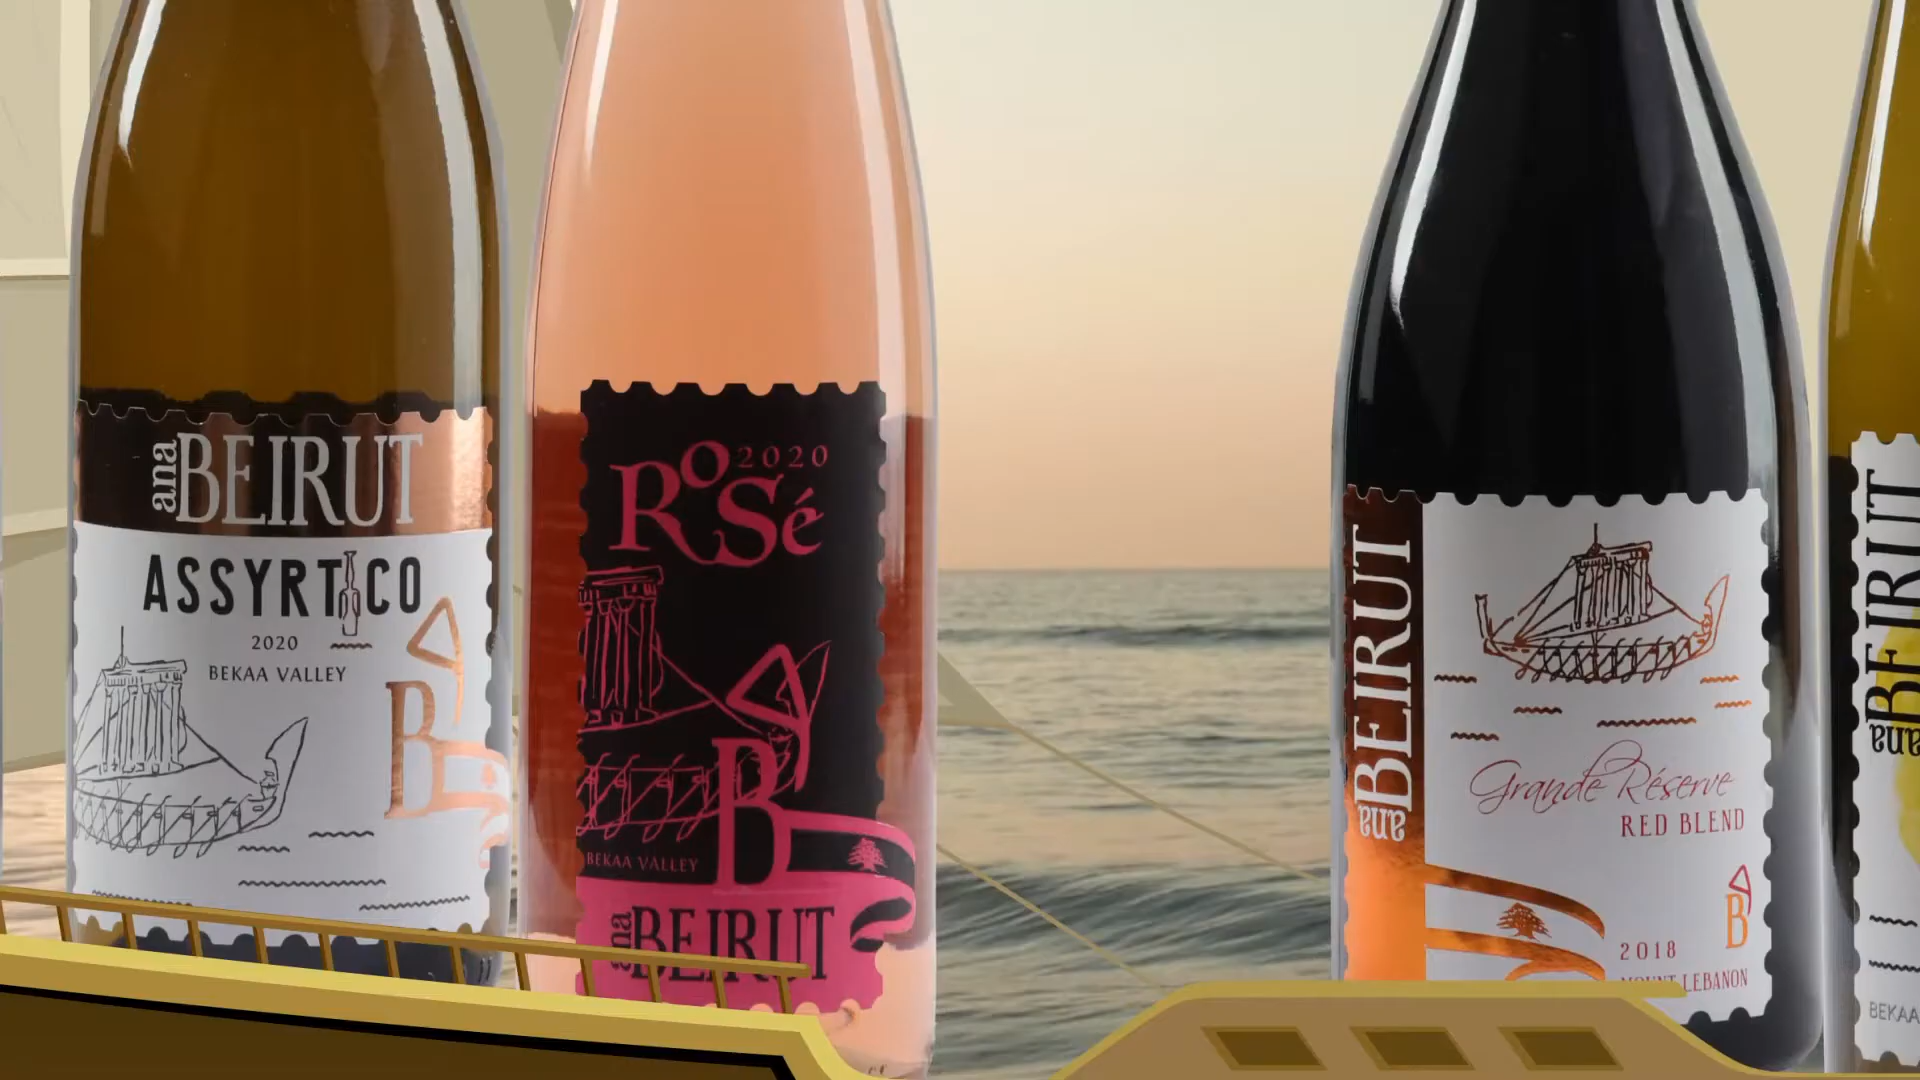 ana BEIRUT
ASSYRTICO
2020
BEKAA VALLEY
B
ROSé 2020
B
BEKAA VALLEY
ana BEIRUT
ana BEIRUT
Grande Réserve
RED BLEND
B
2018
MOUNT LEBANON
ana BEIRUT
BEKAA